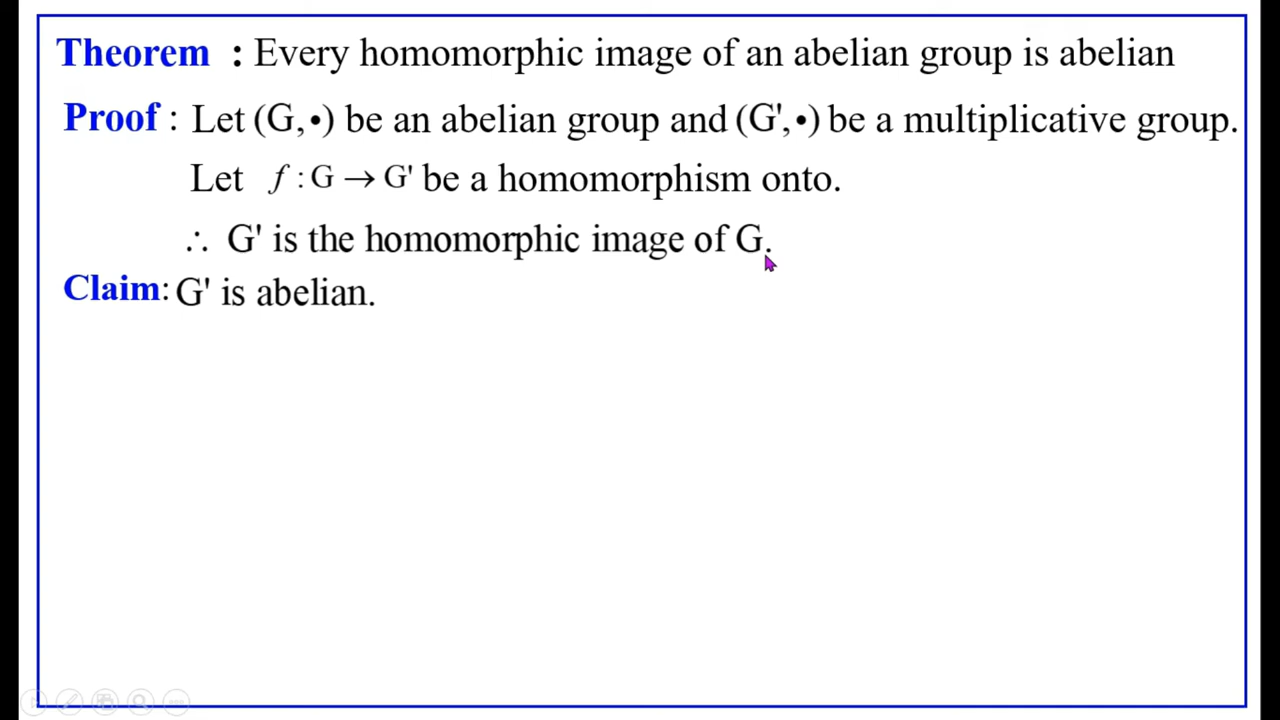 Theorem : Every homomorphic image of an abelian group is abelian
Proof : Let (G,•) be an abelian group and (G',•) be a multiplicative group.
Let f : G → G' be a homomorphism onto.
∴ G' is the homomorphic image of G.
Claim: G' is abelian.